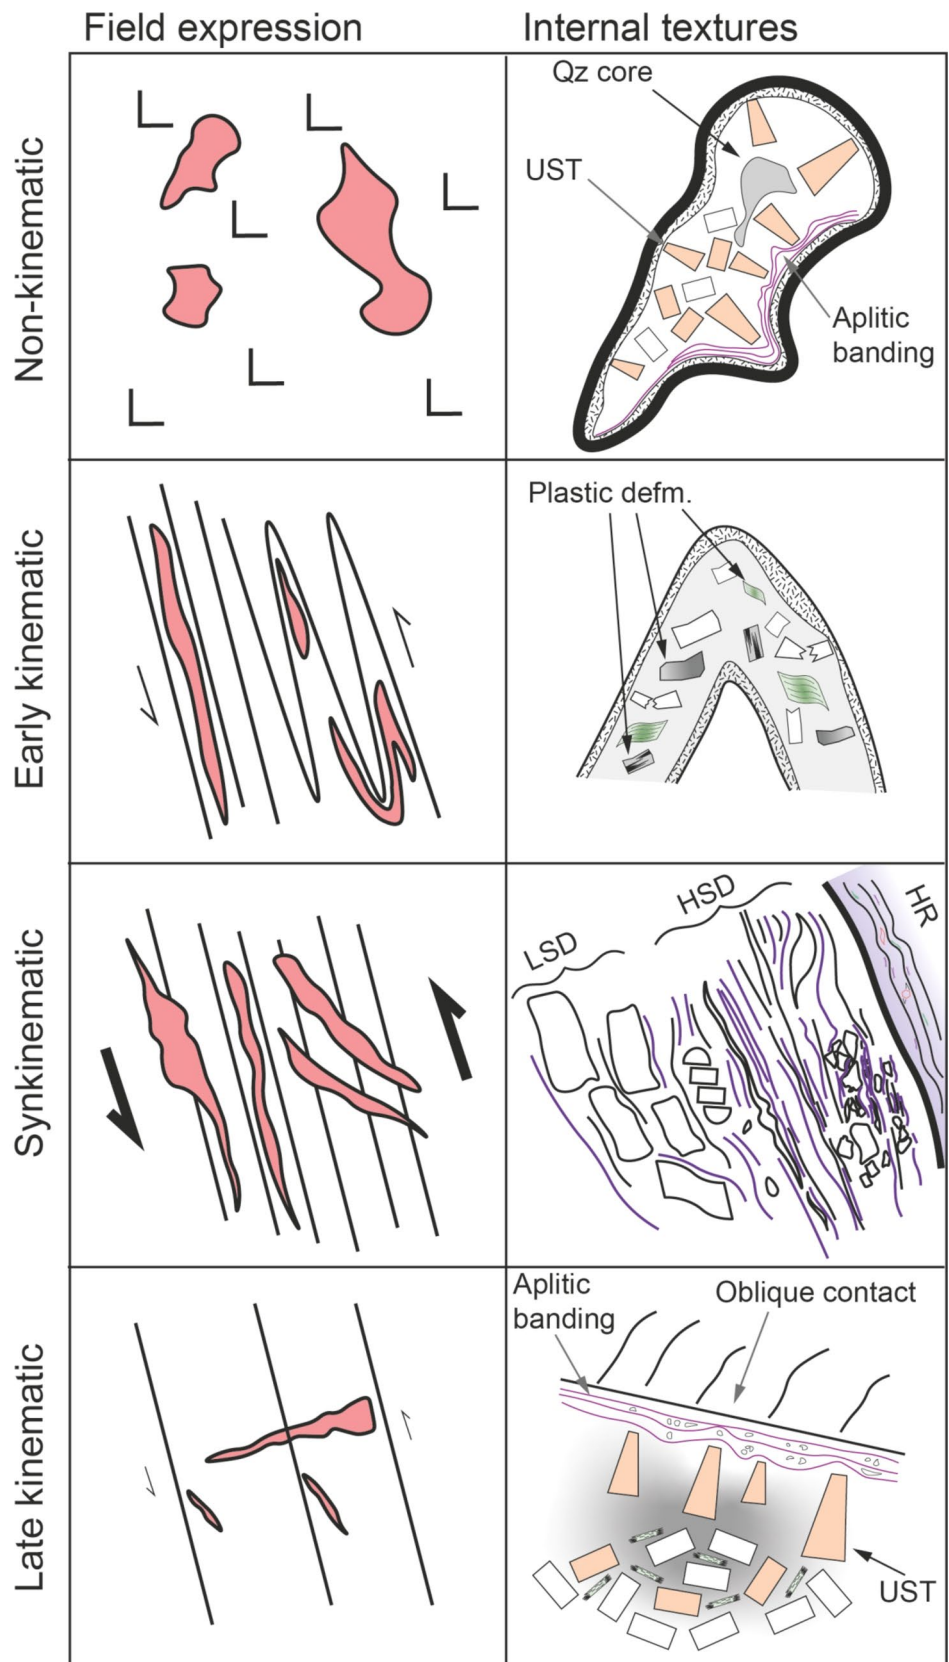 Field expression
Internal textures
Non-kinematic
Qz core
UST
Aplitic
banding
Early kinematic
Plastic defm.
Synkinematic
LSD
HSD
HR
Late kinematic
Aplitic
banding
Oblique contact
UST